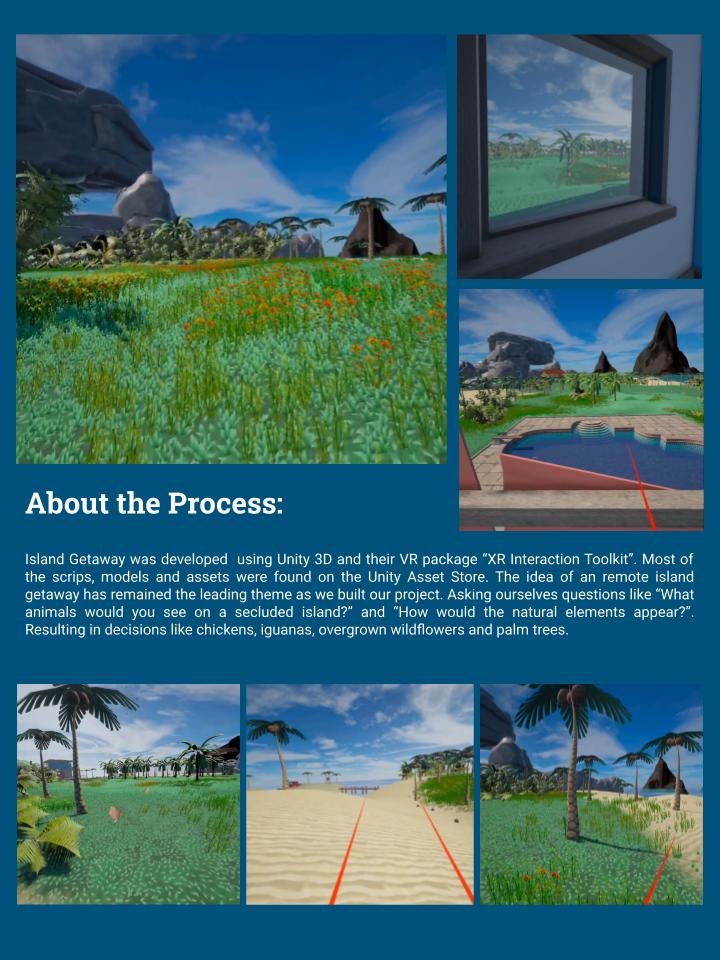 About the Process:
Island Getaway was developed  using Unity 3D and their VR package “XR Interaction Toolkit”. Most of
the scrips, models and assets were found on the Unity Asset Store. The idea of an remote island
getaway has remained the leading theme as we built our project. Asking ourselves questions like “What
animals would you see on a secluded island?” and “How would the natural elements appear?”.
Resulting in decisions like chickens, iguanas, overgrown wildflowers and palm trees.